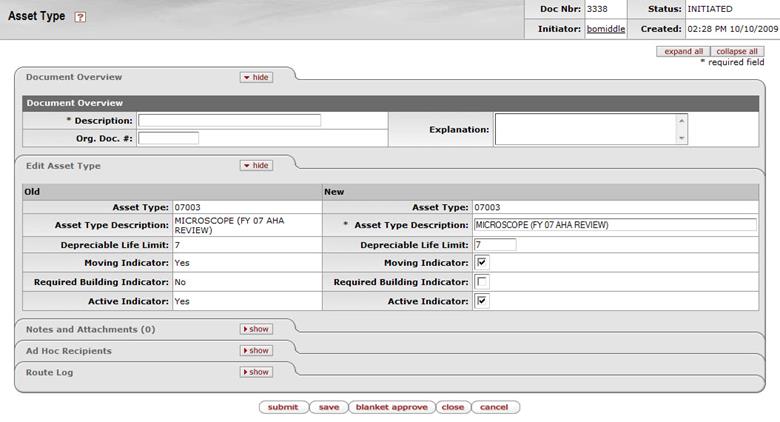 Asset Type ?
Doc Nbr: 3338 Status: INITIATED
Initiator: bomiddle Created: 02:28 PM 10/10/2009
expand all collapse all
* required field
Document Overview hide
Document Overview
* Description: Explanation:
Org. Doc. #:
Edit Asset Type hide
Old New
Asset Type: 07003 Asset Type: 07003
Asset Type Description: MICROSCOPE (FY 07 AHA REVIEW) * Asset Type Description: MICROSCOPE (FY 07 AHA REVIEW)
Depreciable Life Limit: 7 Depreciable Life Limit: 7
Moving Indicator: Yes Moving Indicator:
Required Building Indicator: No Required Building Indicator:
Active Indicator: Yes Active Indicator:
Notes and Attachments (0) show
Ad Hoc Recipients show
Route Log show
submit save blanket approve close cancel